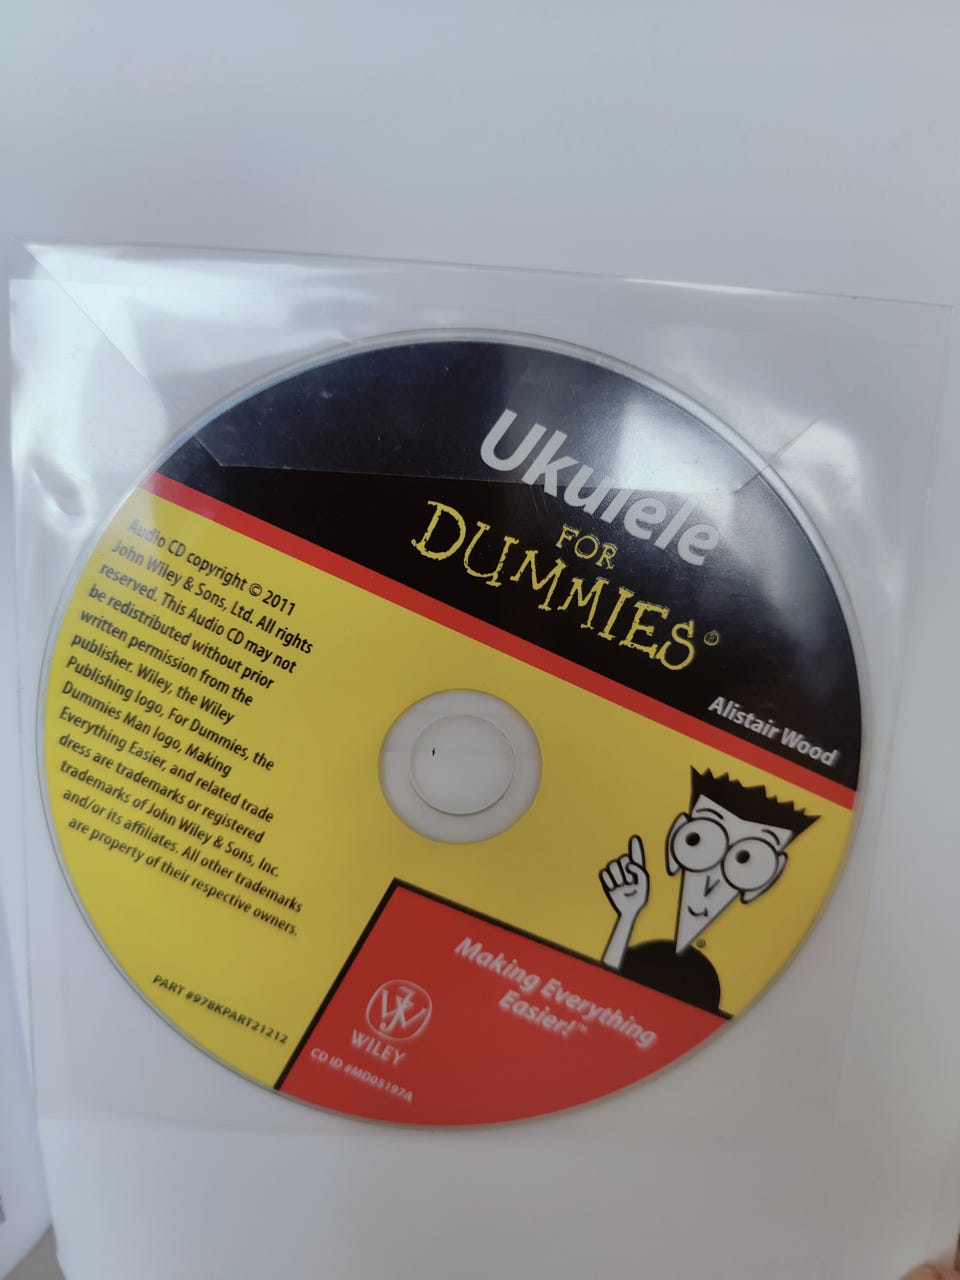 Ukulele
FOR
DUMMIES®
Alistair Wood
Audio CD copyright © 2011
John Wiley & Sons, Ltd. All rights
reserved. This Audio CD may not
be redistributed without prior
written permission from the
publisher. Wiley, the Wiley
Publishing logo, For Dummies, the
Dummies Man logo, Making
Everything Easier, and related trade
dress are trademarks or registered
trademarks of John Wiley & Sons, Inc.
and/or its affiliates. All other trademarks
are property of their respective owners.
PART #978KPART21212
Making Everything
Easier!™
WILEY
CD ID #MD05197A
®